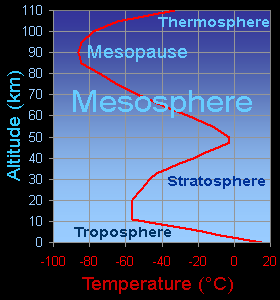 110
Thermosphere
100
90
Mesopause
80
70
Mesosphere
60
50
40
30
Stratosphere
20
10
Troposphere
0
-100 -80 -60 -40 -20 0 20
Altitude (km)
Temperature (°C)